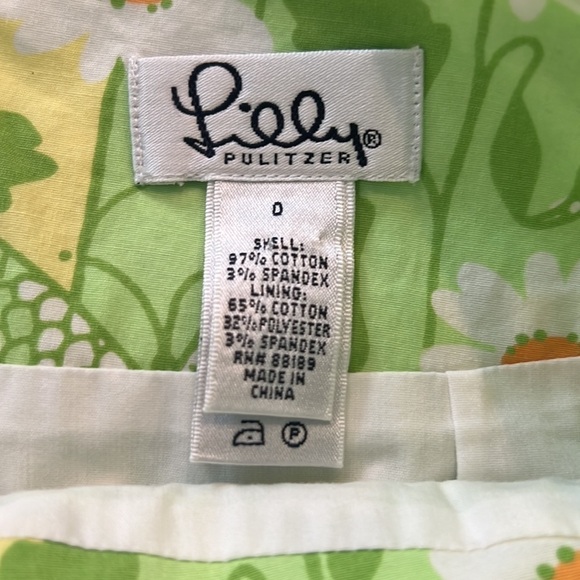 Lilly®
PULITZER
0
SHELL:
97% COTTON
3% SPANDEX
LINING:
65% COTTON
32% POLYESTER
3% SPANDEX
RN# 88189
MADE IN
CHINA
P